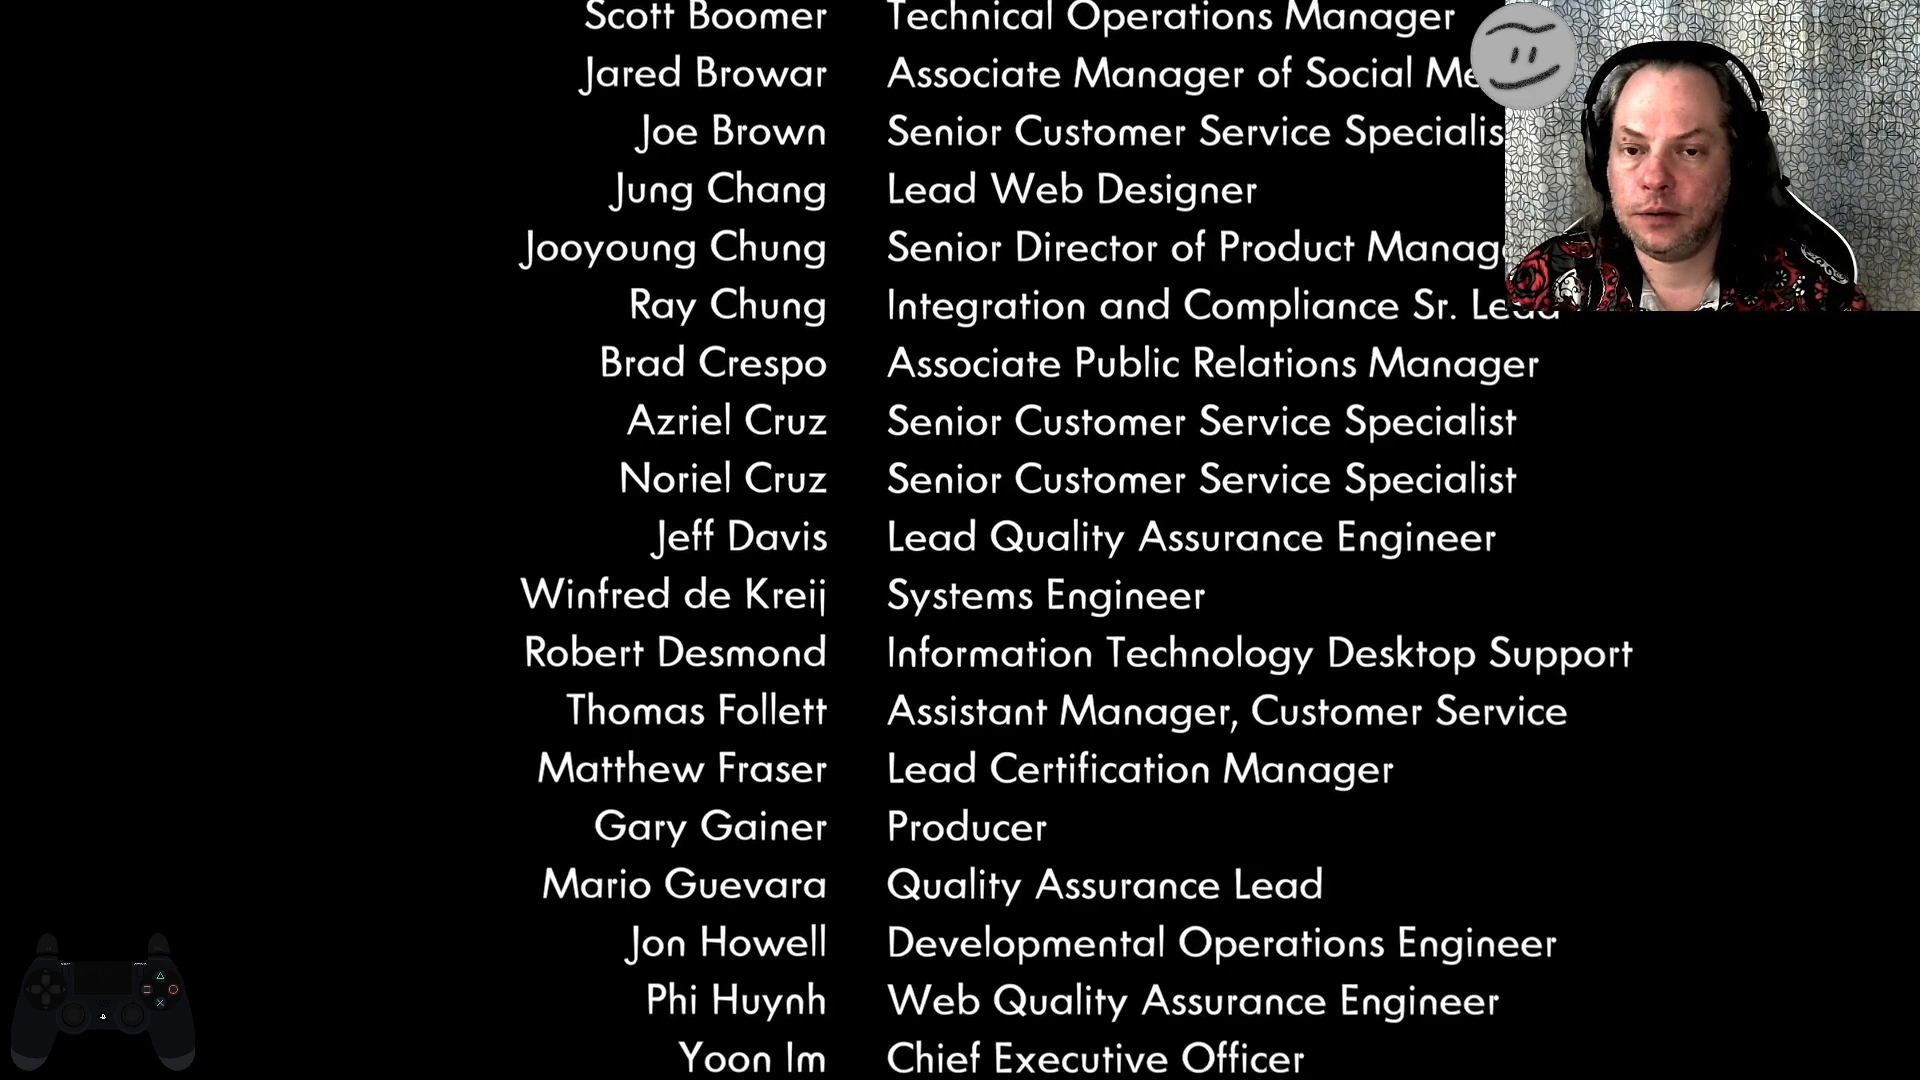 Scott Boomer Technical Operations Manager
Jared Browar Associate Manager of Social
Joe Brown Senior Customer Service
Jung Chang Lead Web Designer
Jooyoung Chung Senior Director of Product
Ray Chung Integration and Compliance Sr. Lead
Brad Crespo Associate Public Relations Manager
Azriel Cruz Senior Customer Service Specialist
Noriel Cruz Senior Customer Service Specialist
Jeff Davis Lead Quality Assurance Engineer
Winfred de Kreij Systems Engineer
Robert Desmond Information Technology Desktop Support
Thomas Follett Assistant Manager, Customer Service
Matthew Fraser Lead Certification Manager
Gary Gainer Producer
Mario Guevara Quality Assurance Lead
Jon Howell Developmental Operations Engineer
Phi Huynh Web Quality Assurance Engineer
Yoon Im Chief Executive Officer